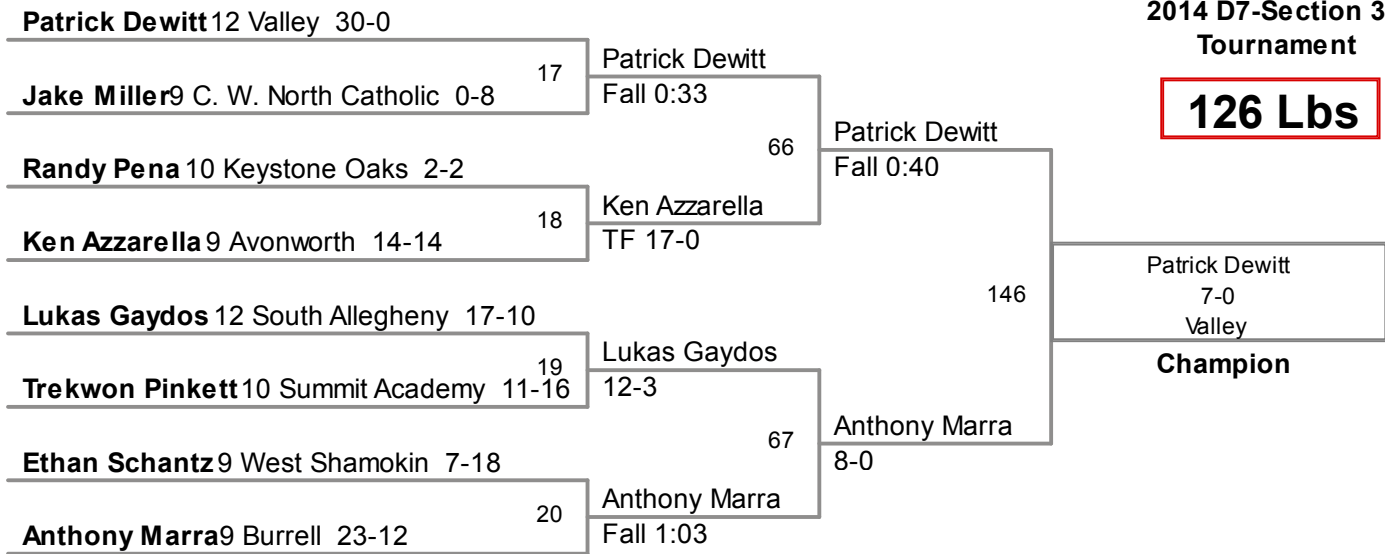 2014 D7-Section 3
Tournament
126 Lbs
Patrick Dewitt 12 Valley 30-0
17
Jake Miller 9 C. W. North Catholic 0-8
Patrick Dewitt
Fall 0:33
Randy Pena 10 Keystone Oaks 2-2
18
Ken Azzarella 9 Avonworth 14-14
Ken Azzarella
TF 17-0
66
Patrick Dewitt
Fall 0:40
Lukas Gaydos 12 South Allegheny 17-10
19
Trekwon Pinkett 10 Summit Academy 11-16
Lukas Gaydos
12-3
Ethan Schantz 9 West Shamokin 7-18
20
Anthony Marra 9 Burrell 23-12
Anthony Marra
Fall 1:03
67
Anthony Marra
8-0
146
Patrick Dewitt
7-0
Valley
Champion